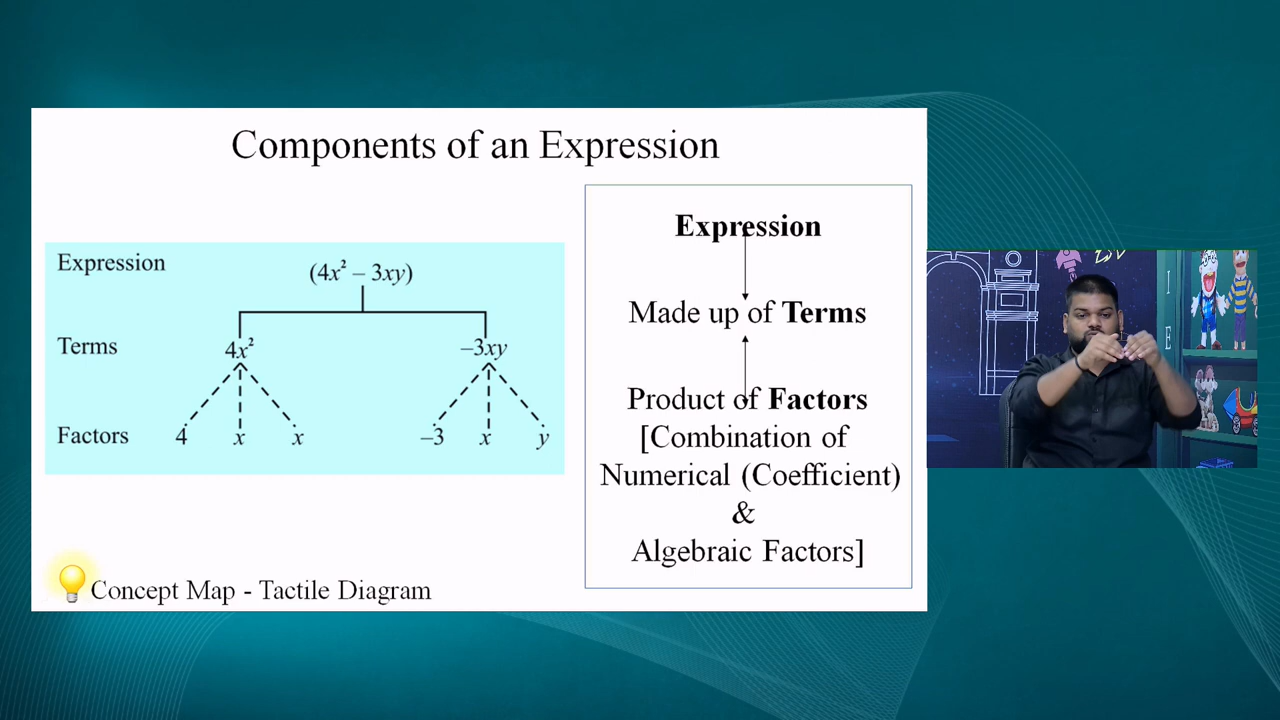 Components of an Expression
Expression
(4x² – 3xy)
Terms
4x²
–3xy
Factors
4
x
x
–3
x
y
Expression
Made up of Terms
Product of Factors
[Combination of
Numerical (Coefficient)
&
Algebraic Factors]
Concept Map - Tactile Diagram
I
E